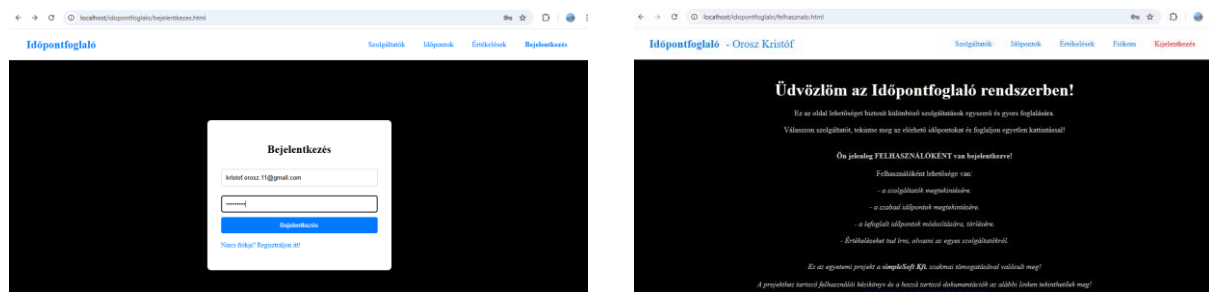 localhost/idopontfoglalo/bejelentkezes.html
Időpontfoglaló
Szolgáltatók Időpontok Értékelések Bejelentkezés
Bejelentkezés
kristof.orosz.11@gmail.com
Bejelentkezés
Nincs fiókja? Regisztráljon itt!
localhost/idopontfoglalo/felhasznalo.html
Időpontfoglaló - Orosz Kristóf
Szolgáltatók Időpontok Értékelések Fiókom Kijelentkezés
Üdvözlöm az Időpontfoglaló rendszerben!
Ez az oldal lehetőséget biztosít különböző szolgáltatások egyszerű és gyors foglalására.
Válasszon szolgáltatót, tekintse meg az elérhető időpontokat és foglaljon egyetlen kattintással!
Ön jelenleg FELHASZNÁLÓKÉNT van bejelentkezve!
Felhasználóként lehetősége van:
- a szolgáltatók megtekintésére.
- a szabad időpontok megtekintésére.
- a lefoglalt időpontok módosítására, törlésére.
- Értékeléseket tud írni, olvasni az egyes szolgáltatókról.
Ez az egyetemi projekt a simpleSoft Kft. szakmai támogatásával valósult meg!
A projekthez tartozó felhasználói kézikönyv és a hozzá tartozó dokumentációk az alábbi linken tekinthetőek meg!